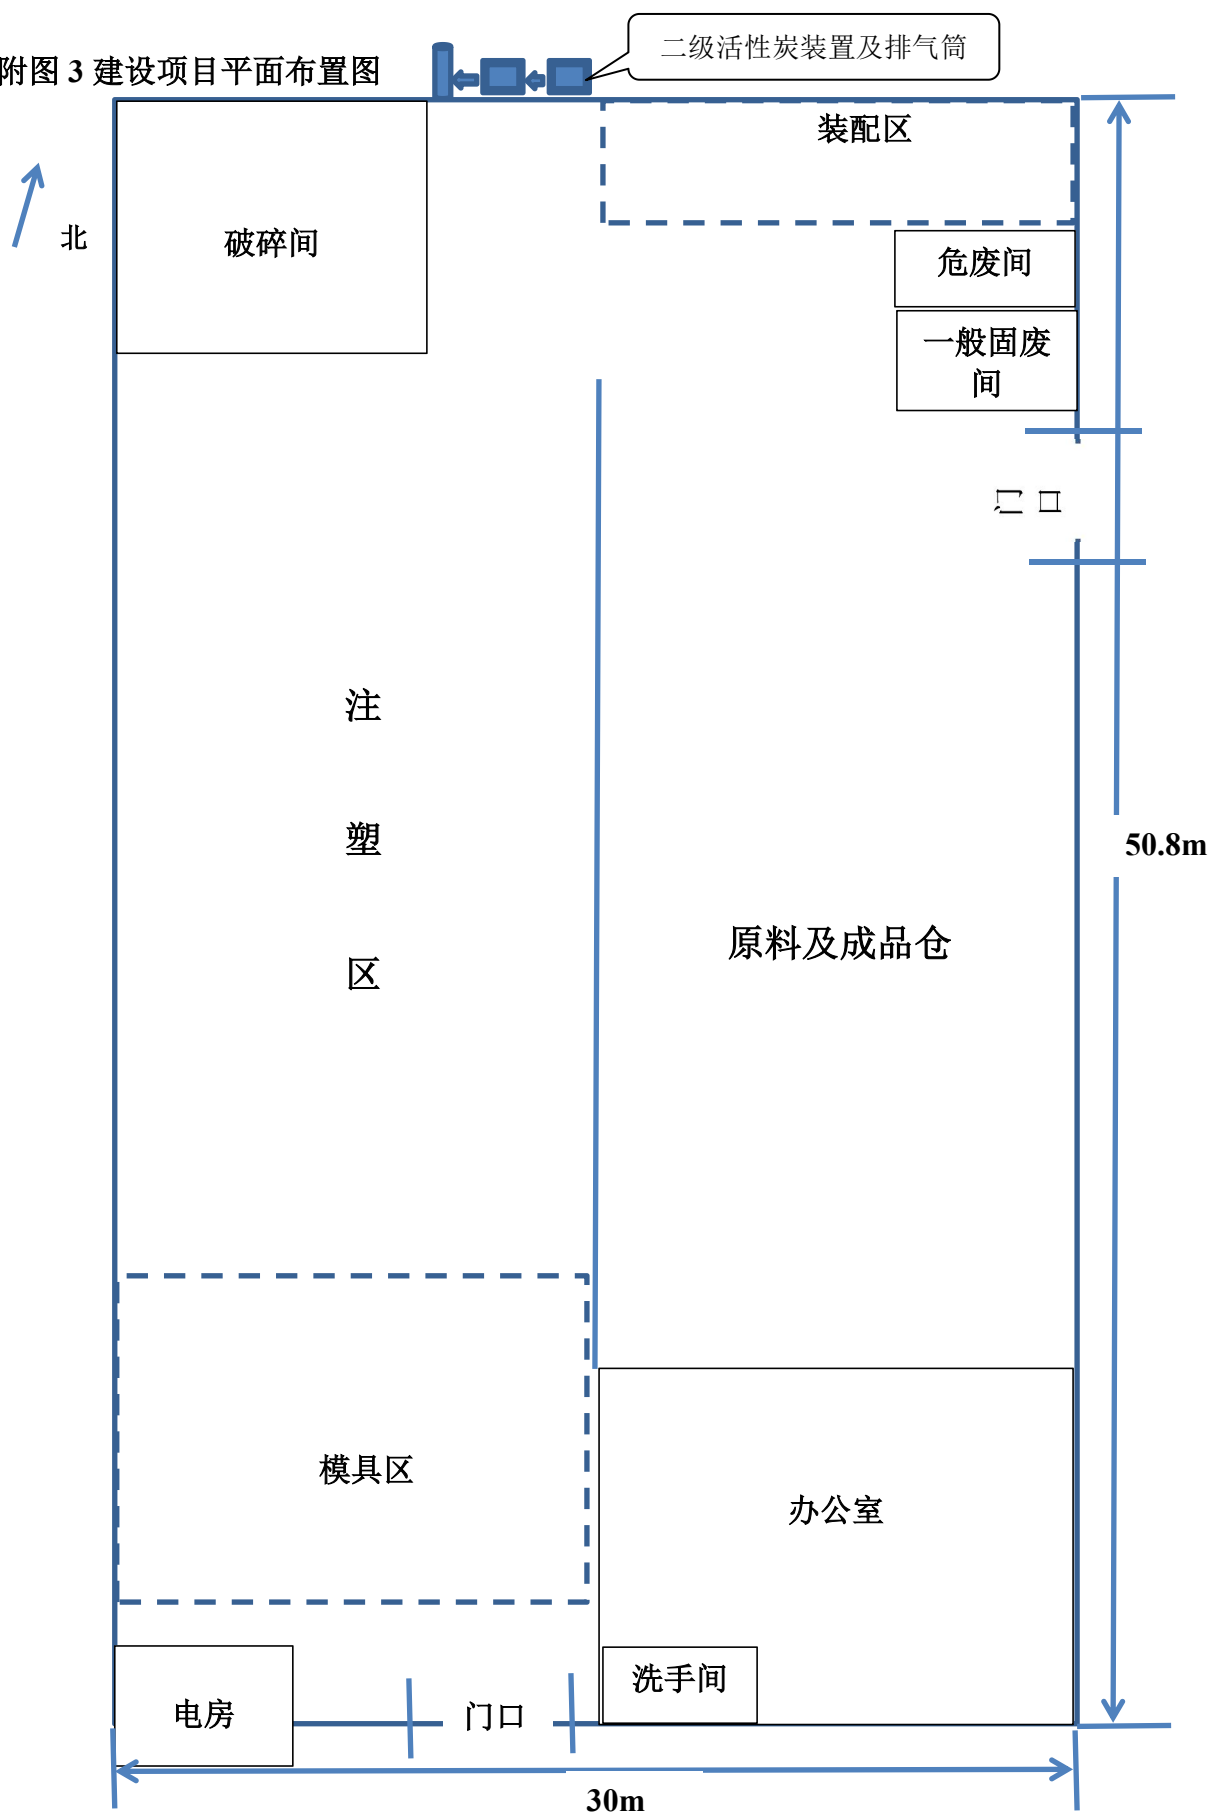 二级活性炭装置及排气筒
附图 3 建设项目平面布置图
装配区
北
破碎间
危废间
一般固废
间
门口
注
塑
区
50.8m
原料及成品仓
模具区
办公室
洗手间
电房
门口
30m